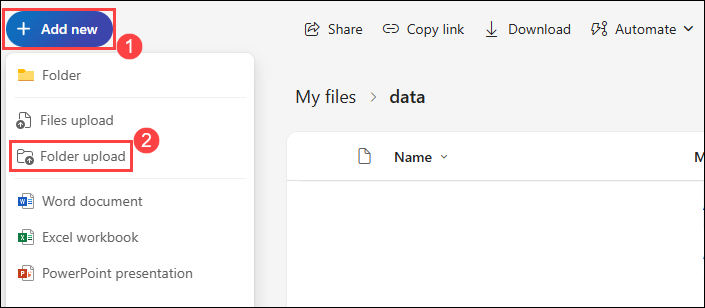 + Add new
1
Share
Copy link
Download
Automate
Folder
Files upload
Folder upload
2
Word document
Excel workbook
PowerPoint presentation
My files > data
Name